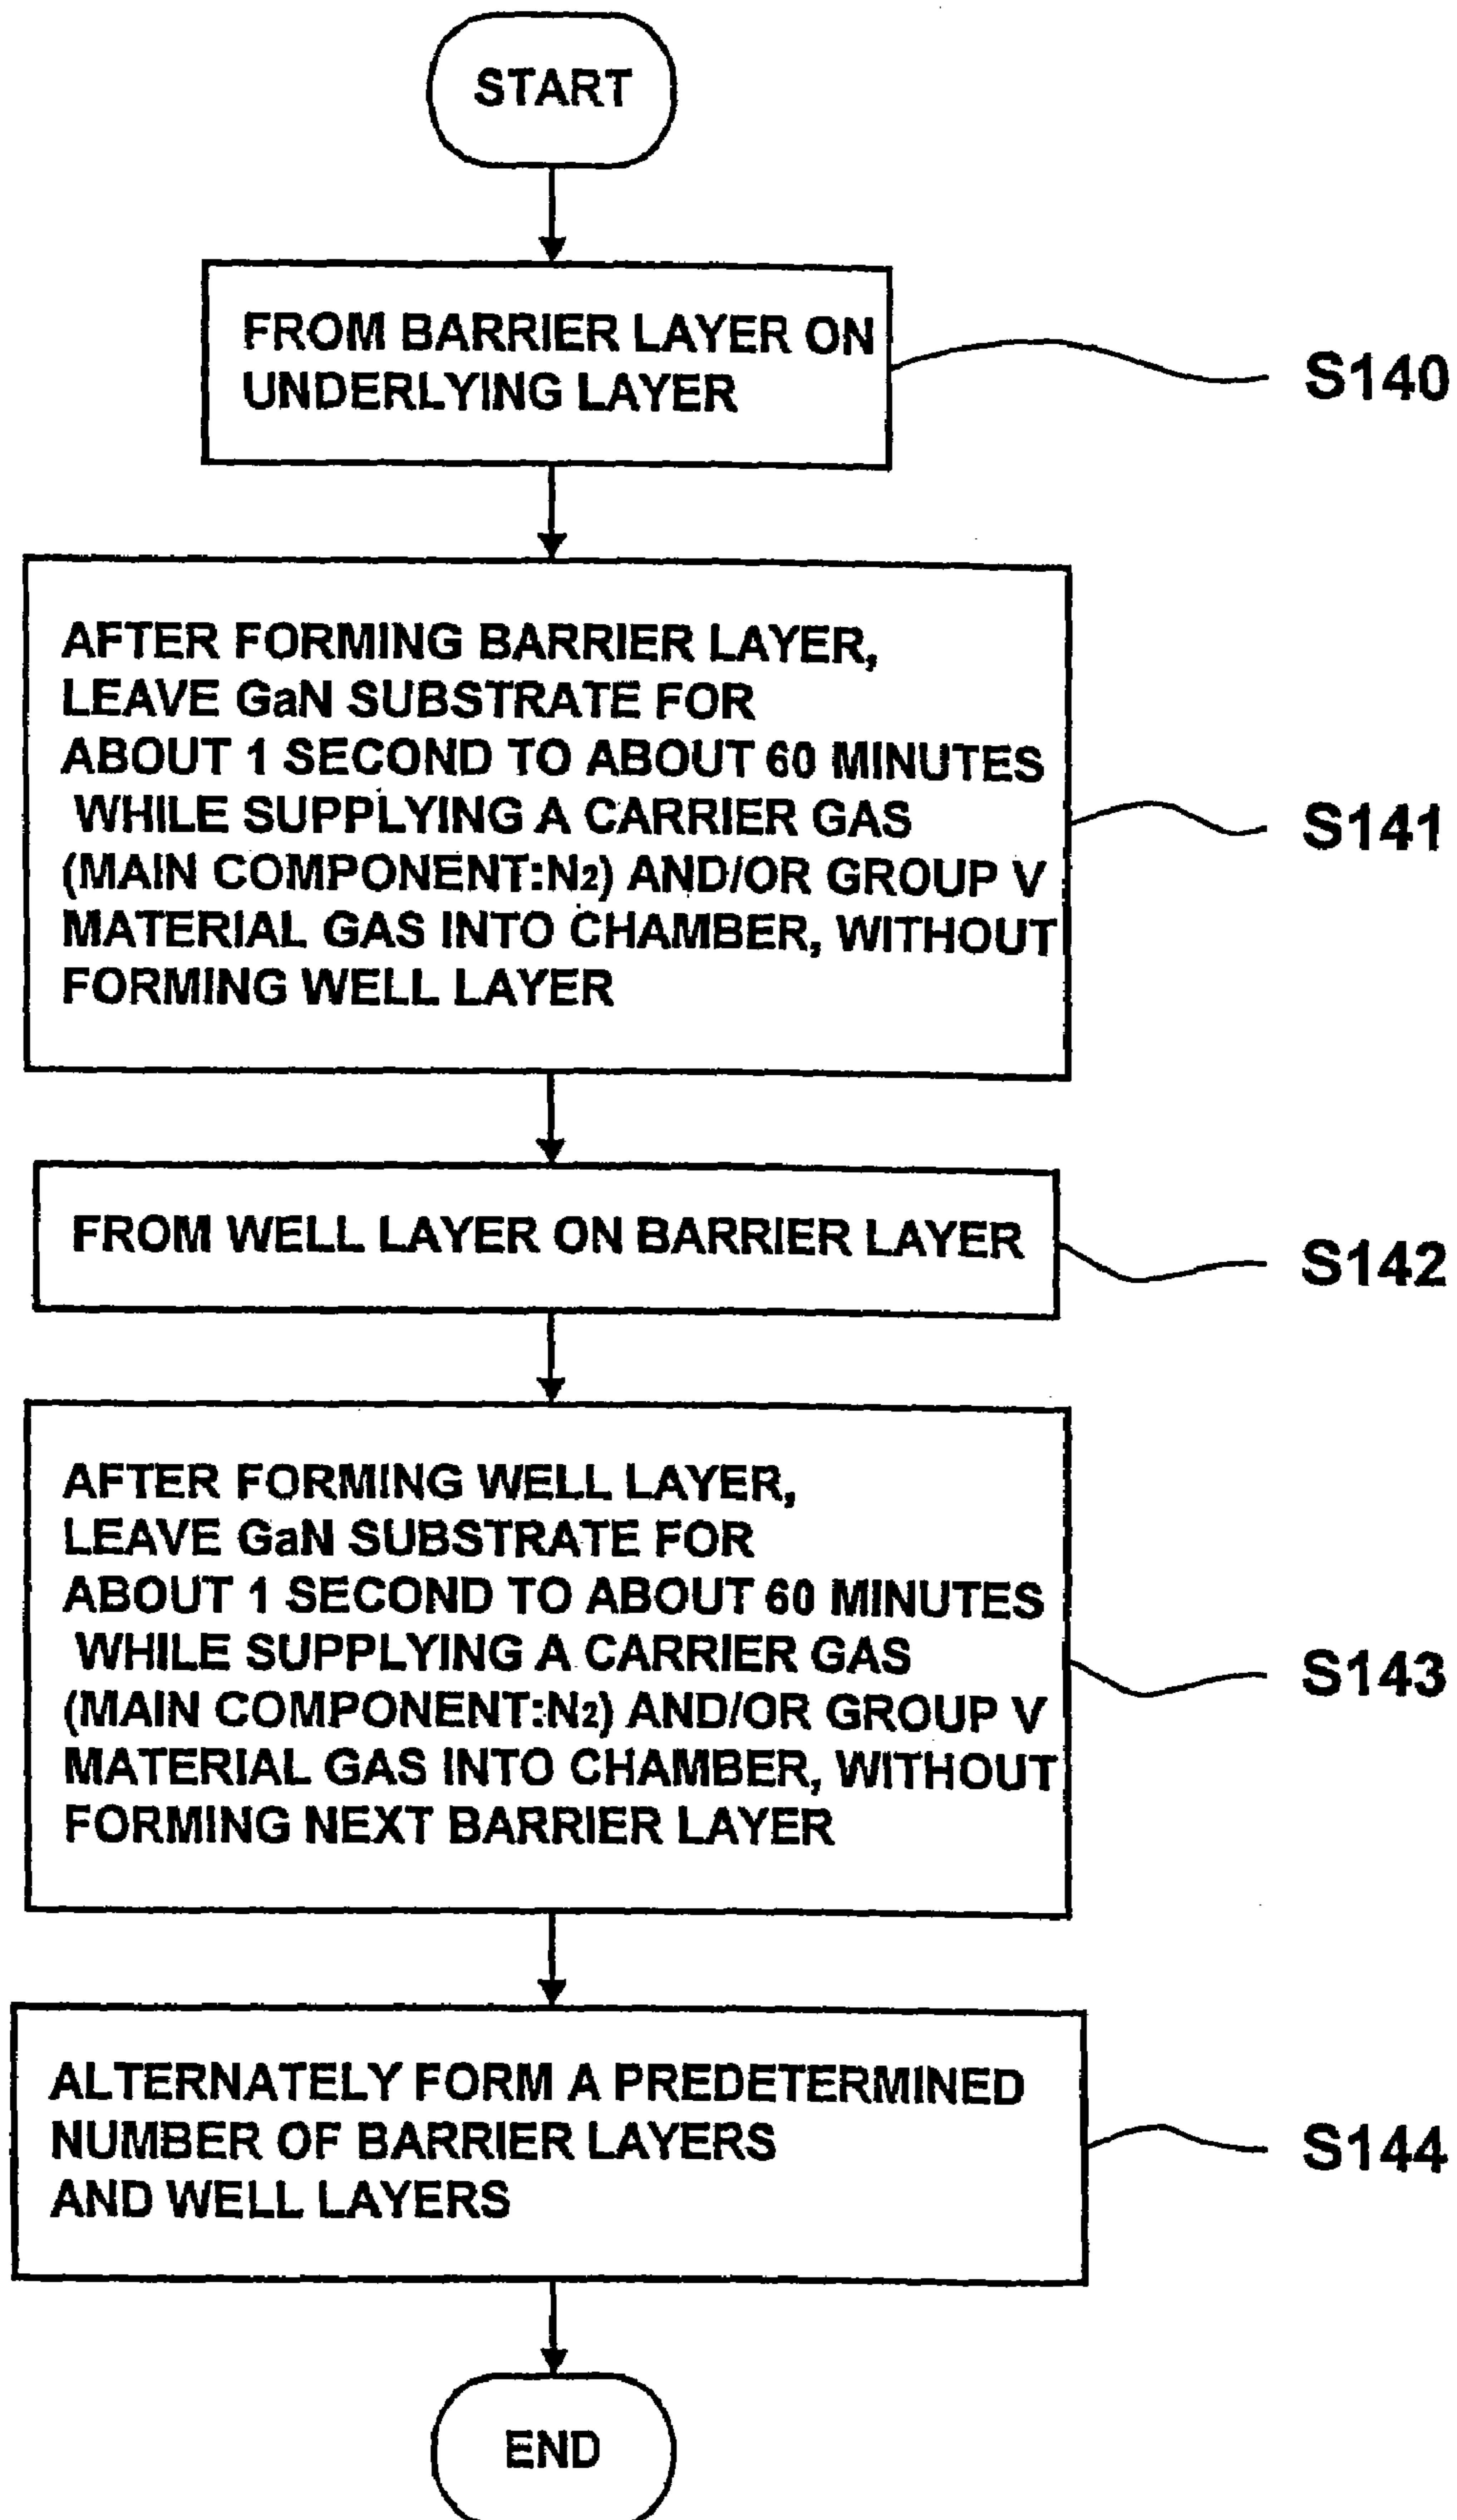 START
FROM BARRIER LAYER ON
UNDERLYING LAYER
S140
AFTER FORMING BARRIER LAYER,
LEAVE GaN SUBSTRATE FOR
ABOUT 1 SECOND TO ABOUT 60 MINUTES
WHILE SUPPLYING A CARRIER GAS
(MAIN COMPONENT:N2) AND/OR GROUP V
MATERIAL GAS INTO CHAMBER, WITHOUT
FORMING WELL LAYER
S141
FROM WELL LAYER ON BARRIER LAYER
S142
AFTER FORMING WELL LAYER,
LEAVE GaN SUBSTRATE FOR
ABOUT 1 SECOND TO ABOUT 60 MINUTES
WHILE SUPPLYING A CARRIER GAS
(MAIN COMPONENT:N2) AND/OR GROUP V
MATERIAL GAS INTO CHAMBER, WITHOUT
FORMING NEXT BARRIER LAYER
S143
ALTERNATELY FORM A PREDETERMINED
NUMBER OF BARRIER LAYERS
AND WELL LAYERS
S144
END